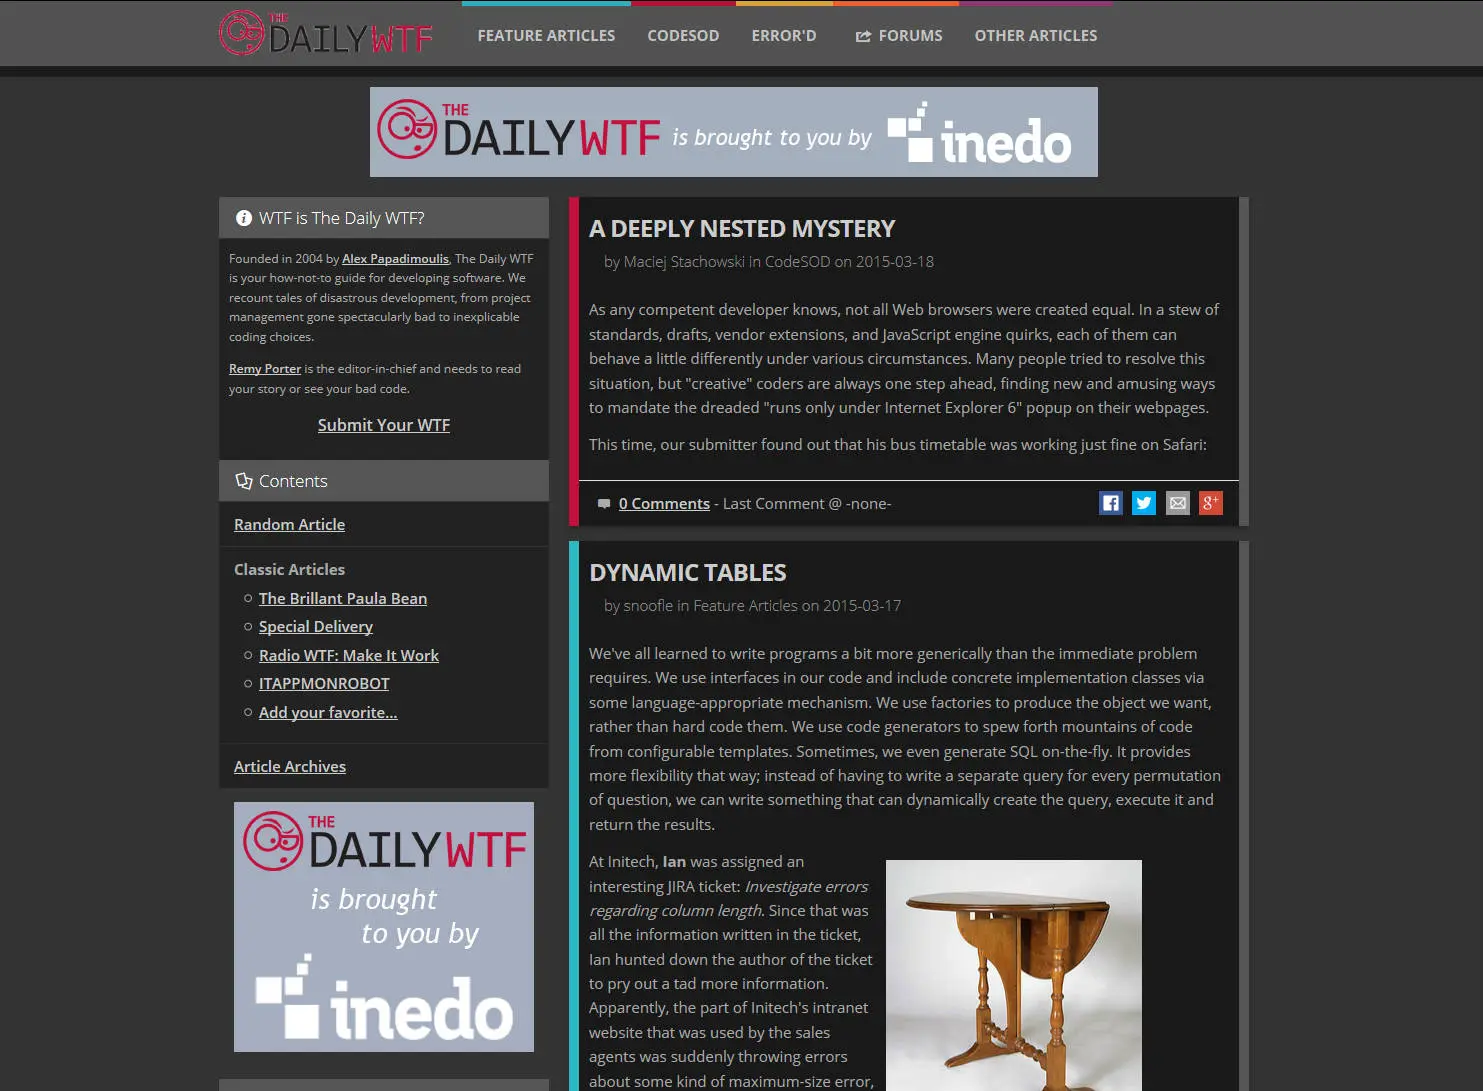 THE
DAILYWTF
FEATURE ARTICLES
CODESOD
ERROR'D
FORUMS
OTHER ARTICLES
THE
DAILYWTF is brought to you by inedo
WTF is The Daily WTF?
Founded in 2004 by Alex Papadimoulis, The Daily WTF
is your how-not-to guide for developing software. We
recount tales of disastrous development, from project
management gone spectacularly bad to inexplicable
coding choices.
Remy Porter is the editor-in-chief and needs to read
your story or see your bad code.
Submit Your WTF
Contents
Random Article
Classic Articles
The Brillant Paula Bean
Special Delivery
Radio WTF: Make It Work
ITAPPMONROBOT
Add your favorite...
Article Archives
THE
DAILYWTF
is brought
to you by
inedo
A DEEPLY NESTED MYSTERY
by Maciej Stachowski in CodeSOD on 2015-03-18
As any competent developer knows, not all Web browsers were created equal. In a stew of
standards, drafts, vendor extensions, and JavaScript engine quirks, each of them can
behave a little differently under various circumstances. Many people tried to resolve this
situation, but "creative" coders are always one step ahead, finding new and amusing ways
to mandate the dreaded "runs only under Internet Explorer 6" popup on their webpages.
This time, our submitter found out that his bus timetable was working just fine on Safari:
0 Comments - Last Comment @ -none-
g+
DYNAMIC TABLES
by snoofle in Feature Articles on 2015-03-17
We've all learned to write programs a bit more generically than the immediate problem
requires. We use interfaces in our code and include concrete implementation classes via
some language-appropriate mechanism. We use factories to produce the object we want,
rather than hard code them. We use code generators to spew forth mountains of code
from configurable templates. Sometimes, we even generate SQL on-the-fly. It provides
more flexibility that way; instead of having to write a separate query for every permutation
of question, we can write something that can dynamically create the query, execute it and
return the results.
At Initech, Ian was assigned an
interesting JIRA ticket: Investigate errors
regarding column length. Since that was
all the information written in the ticket,
Ian hunted down the author of the ticket
to pry out a tad more information.
Apparently, the part of Initech's intranet
website that was used by the sales
agents was suddenly throwing errors
about some kind of maximum-size error,